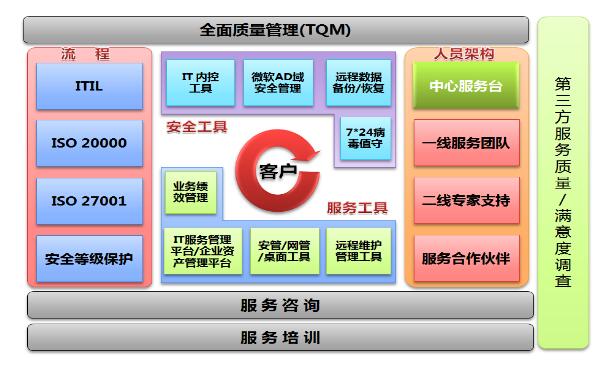 全面质量管理(TQM)
流 程
ITIL
ISO 20000
ISO 27001
安全等级保护
IT 内控
工具
微软AD域
安全管理
远程数据
备份/恢复
安全工具
7*24病
毒值守
客户
业务绩
效管理
服务工具
IT服务管理
平台/企业资
产管理平台
安管/网管
/桌面工具
远程维护
管理工具
人员架构
中心服务台
一线服务团队
二线专家支持
服务合作伙伴
第三方服务质量/满意度调查
服务咨询
服务培训